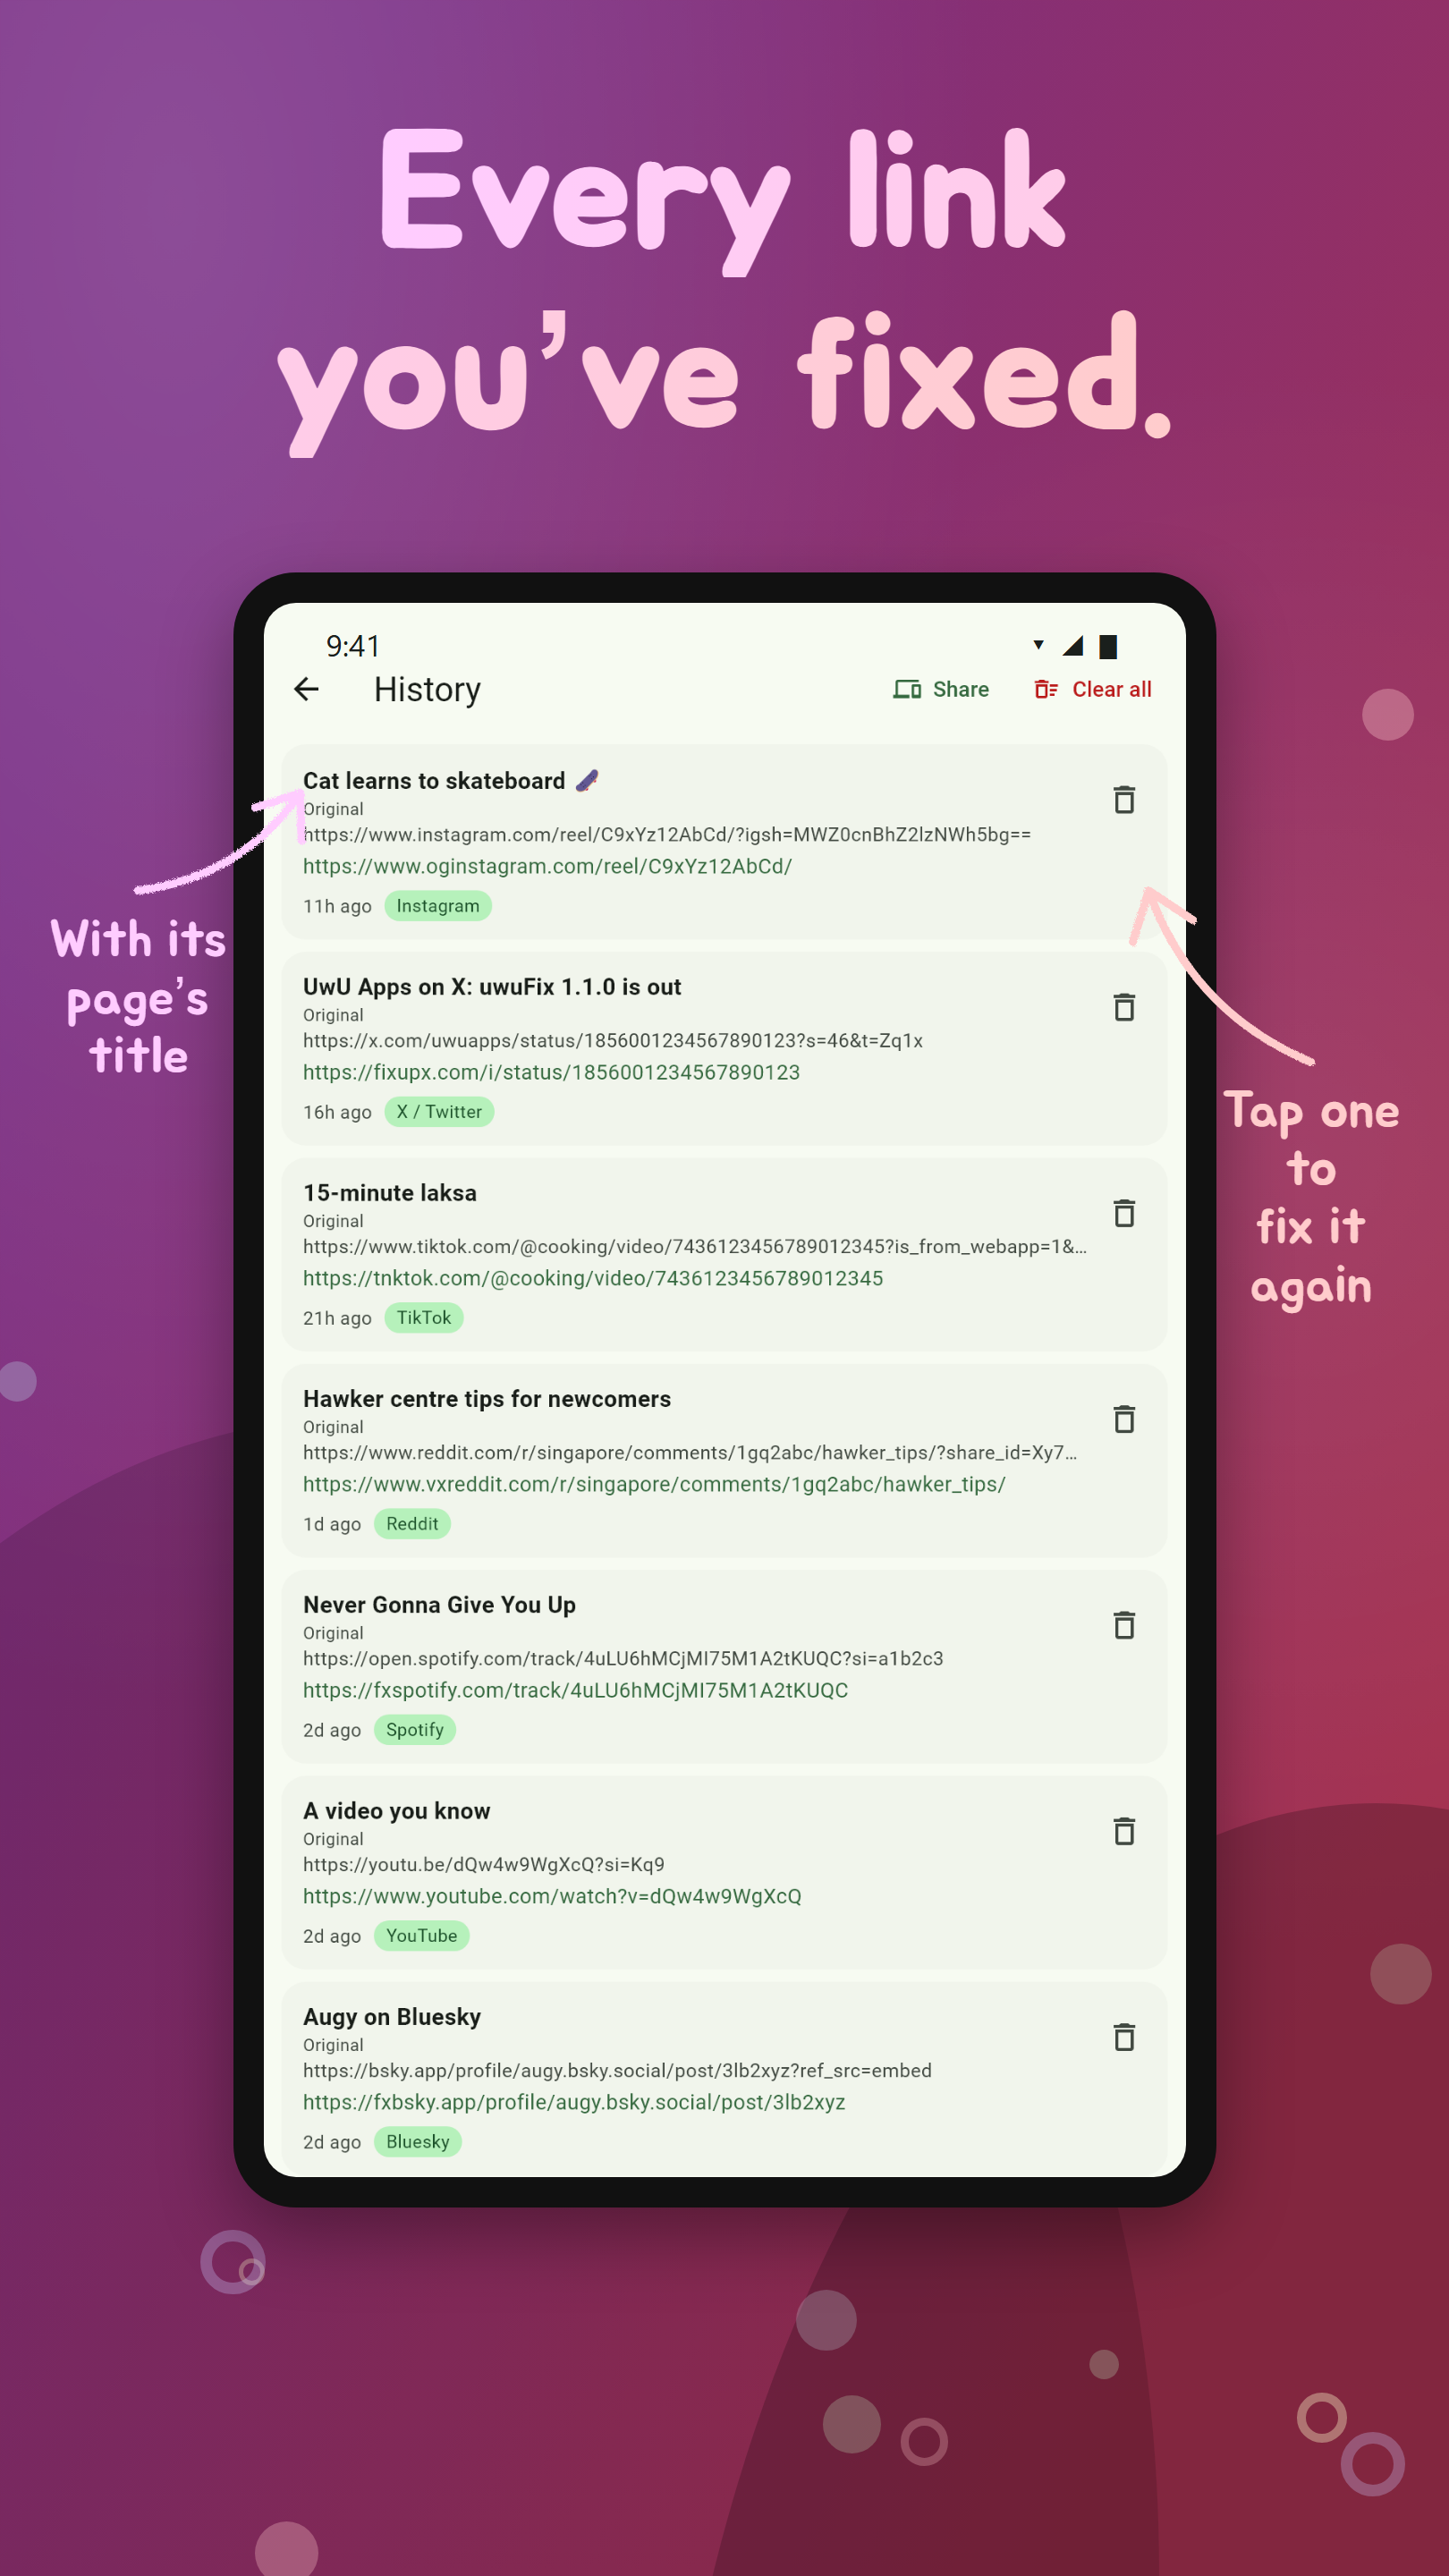 Every link
you’ve fixed.
9:41
History
Share
Clear all
Cat learns to skateboard
Original
https://www.instagram.com/reel/C9xYz12AbCd/?igsh=MWZ0cnBhZ2lzNWh5bg==
https://www.oginstagram.com/reel/C9xYz12AbCd/
11h ago
Instagram
With its
page’s
title
UwU Apps on X: uwuFix 1.1.0 is out
Original
https://x.com/uwuapps/status/1856001234567890123?s=46&t=Zq1x
https://fixupx.com/i/status/1856001234567890123
16h ago
X / Twitter
Tap one
to
fix it
again
15-minute laksa
Original
https://www.tiktok.com/@cooking/video/7436123456789012345?is_from_webapp=1&…
https://tnktok.com/@cooking/video/7436123456789012345
21h ago
TikTok
Hawker centre tips for newcomers
Original
https://www.reddit.com/r/singapore/comments/1gq2abc/hawker_tips/?share_id=Xy7…
https://www.vxreddit.com/r/singapore/comments/1gq2abc/hawker_tips/
1d ago
Reddit
Never Gonna Give You Up
Original
https://open.spotify.com/track/4uLU6hMCjMI75M1A2tKUQC?si=a1b2c3
https://fxspotify.com/track/4uLU6hMCjMI75M1A2tKUQC
2d ago
Spotify
A video you know
Original
https://youtu.be/dQw4w9WgXcQ?si=Kq9
https://www.youtube.com/watch?v=dQw4w9WgXcQ
2d ago
YouTube
Augy on Bluesky
Original
https://bsky.app/profile/augy.bsky.social/post/3lb2xyz?ref_src=embed
https://fxbsky.app/profile/augy.bsky.social/post/3lb2xyz
2d ago
Bluesky